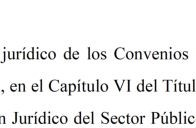 jurídico de los Convenios
, en el Capítulo VI del Títul
n Jurídico del Sector Públic